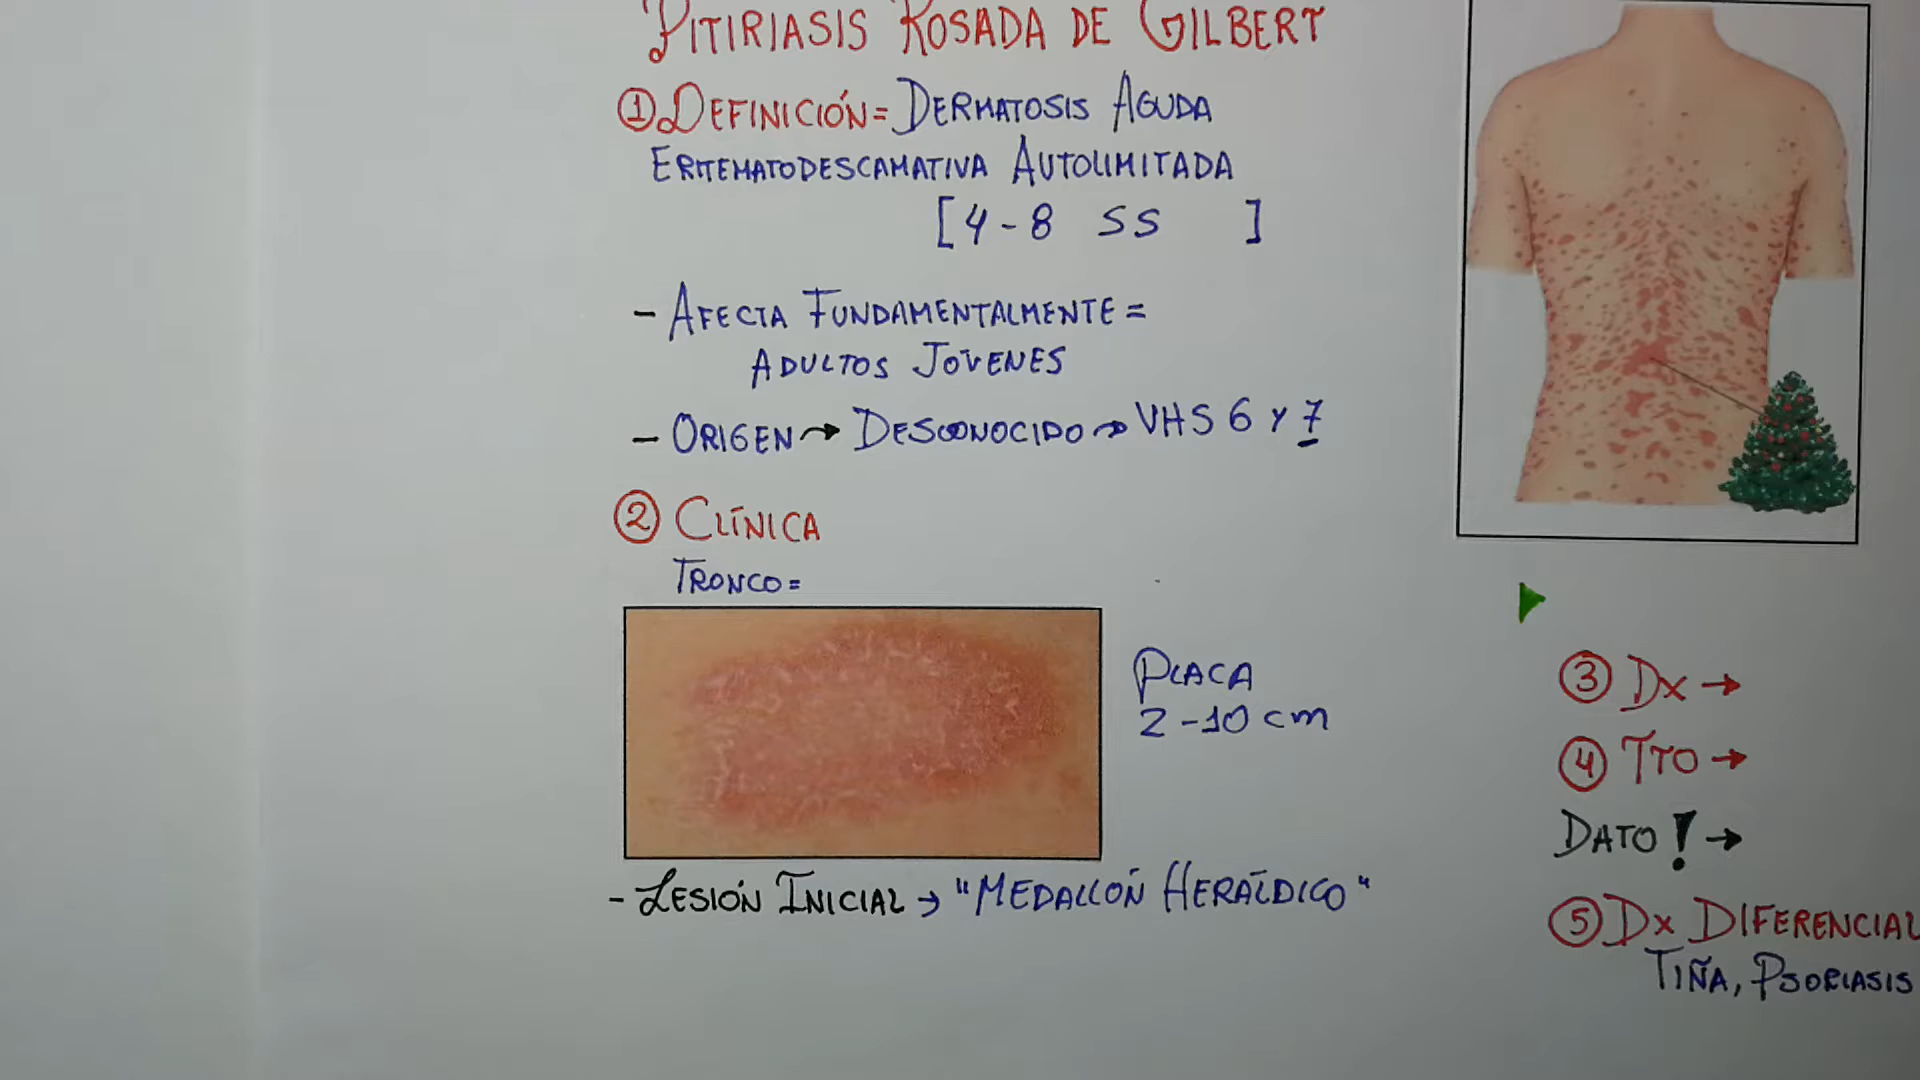 PITIRIASIS ROSADA DE GILBERT
① DEFINICIÓN = DERMATOSIS AGUDA
ERITEMATODESCAMATIVA AUTOLIMITADA
[4-8 SS ]
- AFECTA FUNDAMENTALMENTE =
ADULTOS JOVENES
- ORIGEN → DESCONOCIDO → VHS 6 Y 7
② CLÍNICA
TRONCO =
PLACA
2-10 cm
- LESIÓN INICIAL → "MEDALLÓN HERÁLDICO"
③ DX →
④ TTO →
DATO! →
⑤ DX DIFERENCIAL
TIÑA, PSORIASIS